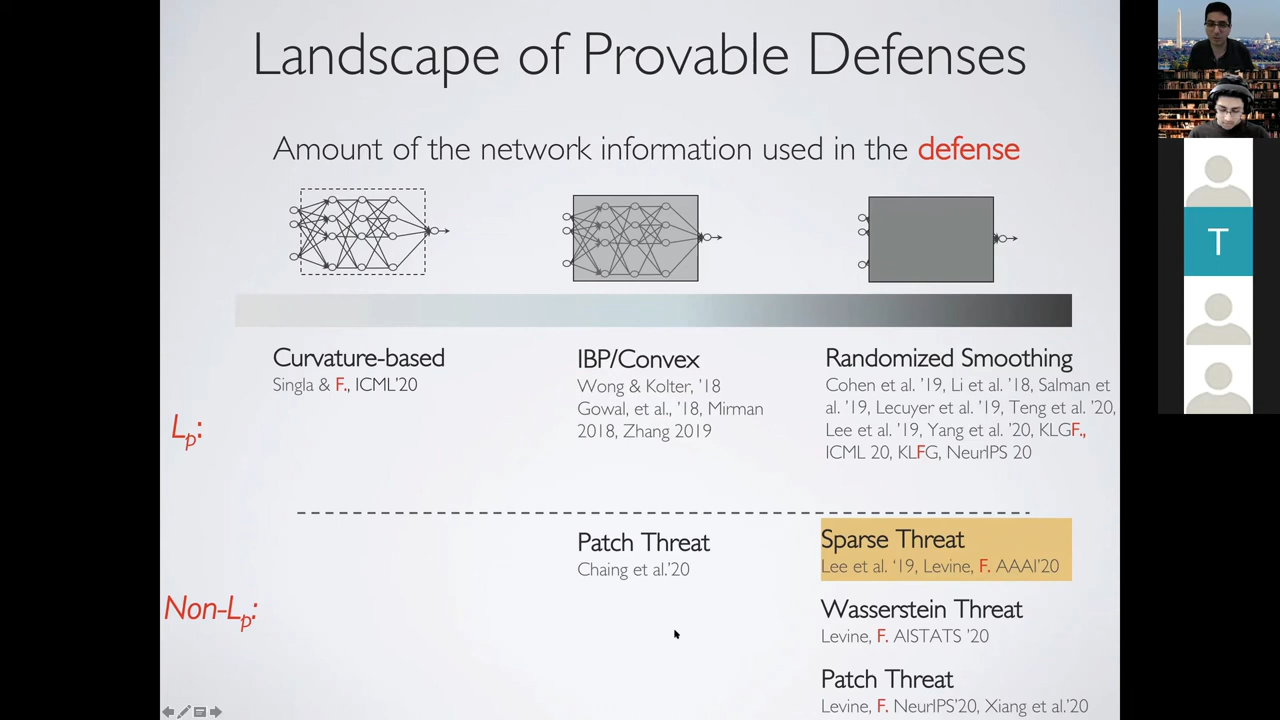 Landscape of Provable Defenses
Amount of the network information used in the defense
Curvature-based
Singla & F., ICML'20
IBP/Convex
Wong & Kolter, '18
Gowal, et al., '18, Mirman
2018, Zhang 2019
Randomized Smoothing
Cohen et al. '19, Li et al. '18, Salman et
al. '19, Lecuyer et al. '19, Teng et al. '20,
Lee et al. '19, Yang et al. '20, KLGF.,
ICML 20, KLFG, NeurIPS 20
Lp:
Patch Threat
Chaing et al.'20
Sparse Threat
Lee et al. '19, Levine, F. AAAI'20
Non-Lp:
Wasserstein Threat
Levine, F. AISTATS '20
Patch Threat
Levine, F. NeurIPS'20, Xiang et al.'20
T